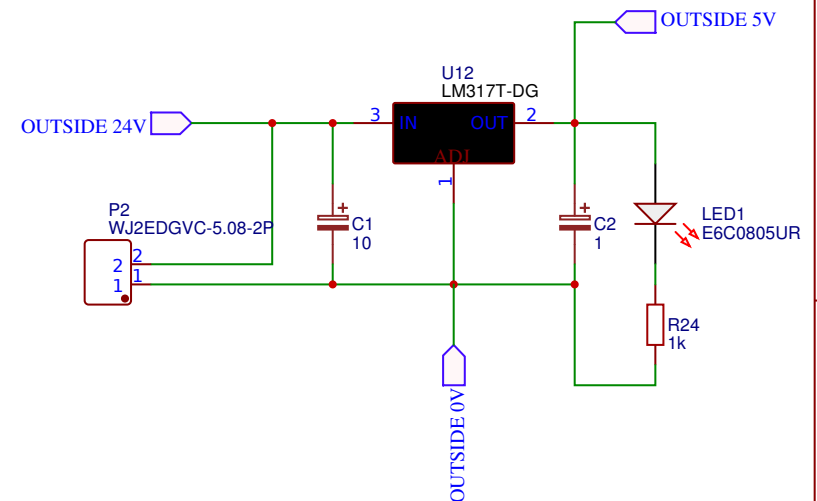 OUTSIDE 5V
U12
LM317T-DG
OUTSIDE 24V
3
IN
OUT
2
ADJ
1
P2
WJ2EDGVC-5.08-2P
2
2
1
1
+
C1
10
+
C2
1
LED1
E6C0805UR
R24
1k
OUTSIDE 0V